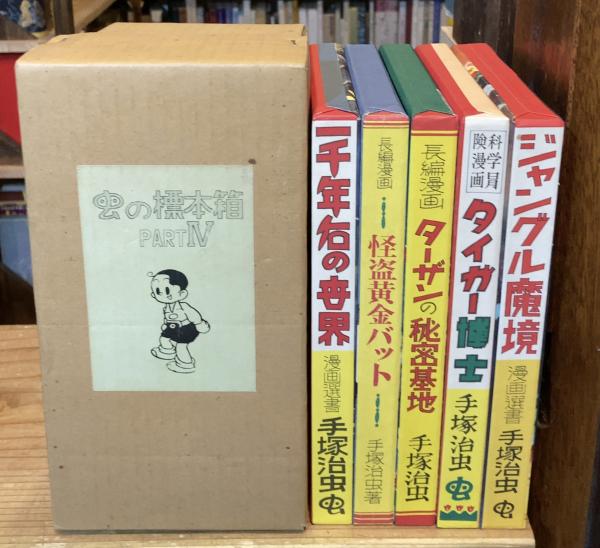 虫の標本箱
PART Ⅳ
一千年后の世界
漫画選書
手塚治虫
長編漫画
怪盗黄金バット
手塚治虫著
長編漫画
ターザンの秘密基地
手塚治虫
科学冒
険漫画
タイガー博士
手塚治虫
ジャングル魔境
漫画選書
手塚治虫